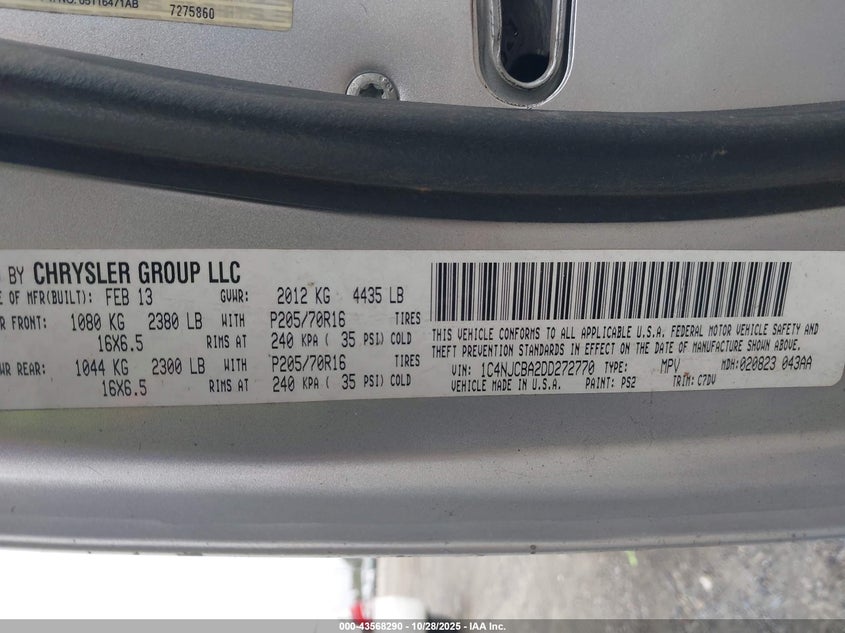 05116471AB
7275860
BY CHRYSLER GROUP LLC
OF MFR(BUILT): FEB 13 GVWR: 2012 KG 4435 LB
FRONT: 1080 KG 2380 LB WITH P205/70R16 TIRES
16X6.5 RIMS AT 240 KPA ( 35 PSI) COLD
REAR: 1044 KG 2300 LB WITH P205/70R16 TIRES
16X6.5 RIMS AT 240 KPA ( 35 PSI) COLD
THIS VEHICLE CONFORMS TO ALL APPLICABLE U.S.A. FEDERAL MOTOR VEHICLE SAFETY AND
THEFT PREVENTION STANDARDS IN EFFECT ON THE DATE OF MANUFACTURE SHOWN ABOVE.
VIN: 1C4NJCBA2DD272770 TYPE: MPV MDH:020823 043AA
VEHICLE MADE IN U.S.A. PAINT: PS2 TRIM: C7DV
000-43568290 - 10/28/2025 - IAA Inc.